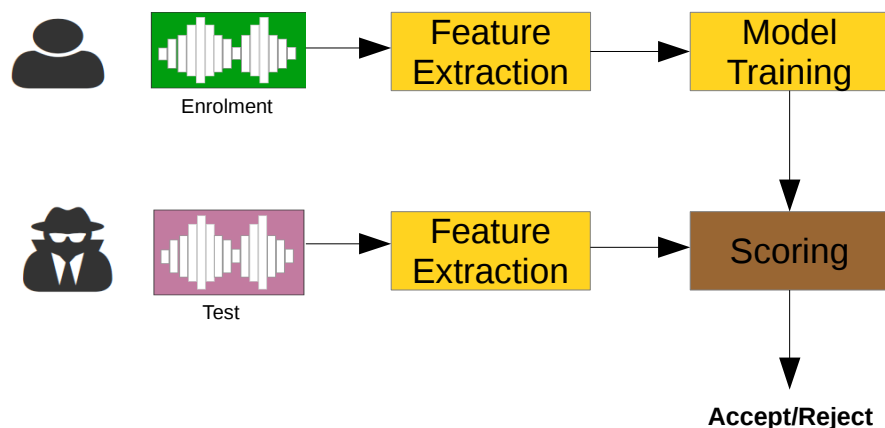 Feature
Extraction
Model
Training
Enrolment
Feature
Extraction
Scoring
Test
Accept/Reject